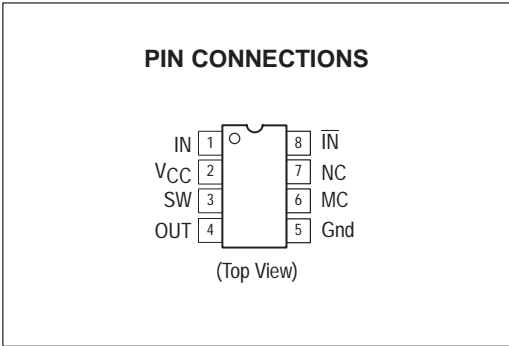 PIN CONNECTIONS
IN 1 8 I̅N̅
VCC 2 7 NC
SW 3 6 MC
OUT 4 5 Gnd
(Top View)